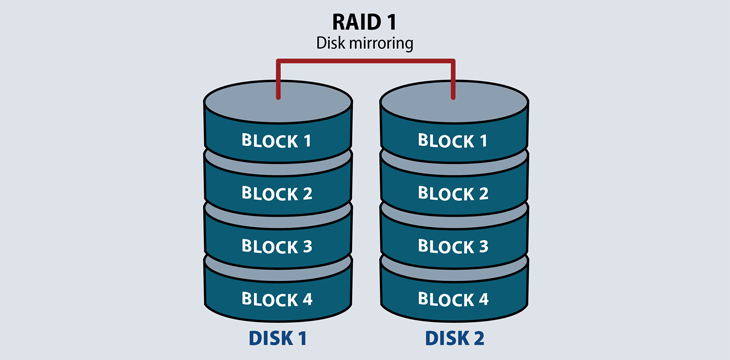 RAID 1
Disk mirroring
BLOCK 1
BLOCK 2
BLOCK 3
BLOCK 4
DISK 1
BLOCK 1
BLOCK 2
BLOCK 3
BLOCK 4
DISK 2